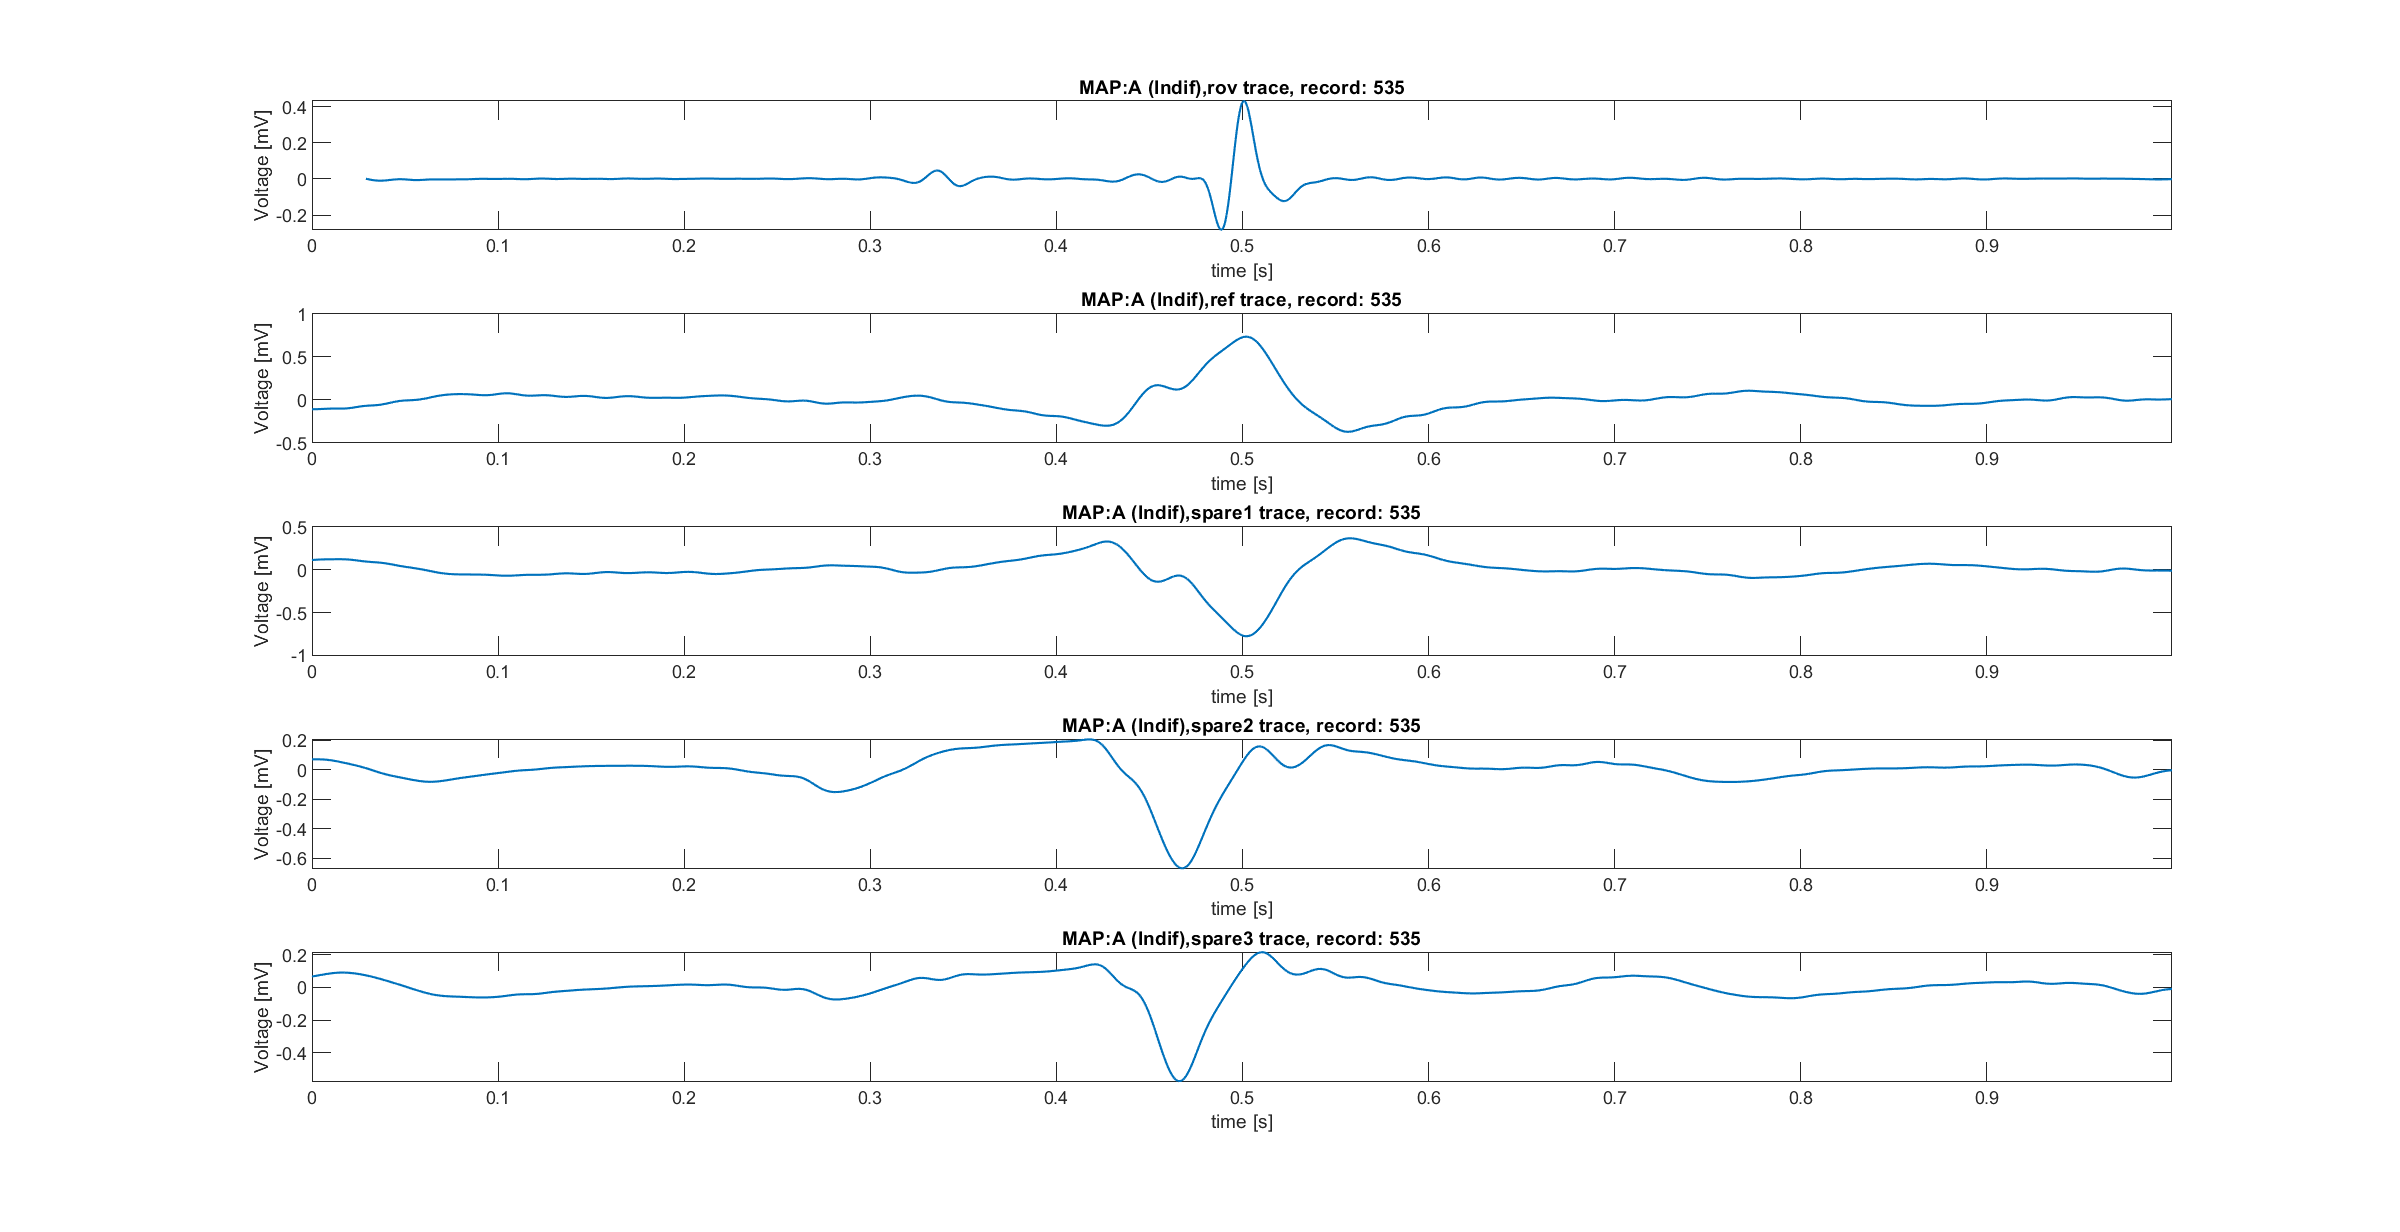 MAP:A (Indif),rov trace, record: 535
Voltage [mV]
0.4
0.2
0
-0.2
0 0.1 0.2 0.3 0.4 0.5 0.6 0.7 0.8 0.9
time [s]
MAP:A (Indif),ref trace, record: 535
Voltage [mV]
1
0.5
0
-0.5
0 0.1 0.2 0.3 0.4 0.5 0.6 0.7 0.8 0.9
time [s]
MAP:A (Indif),spare1 trace, record: 535
Voltage [mV]
0.5
0
-0.5
-1
0 0.1 0.2 0.3 0.4 0.5 0.6 0.7 0.8 0.9
time [s]
MAP:A (Indif),spare2 trace, record: 535
Voltage [mV]
0.2
0
-0.2
-0.4
-0.6
0 0.1 0.2 0.3 0.4 0.5 0.6 0.7 0.8 0.9
time [s]
MAP:A (Indif),spare3 trace, record: 535
Voltage [mV]
0.2
0
-0.2
-0.4
0 0.1 0.2 0.3 0.4 0.5 0.6 0.7 0.8 0.9
time [s]